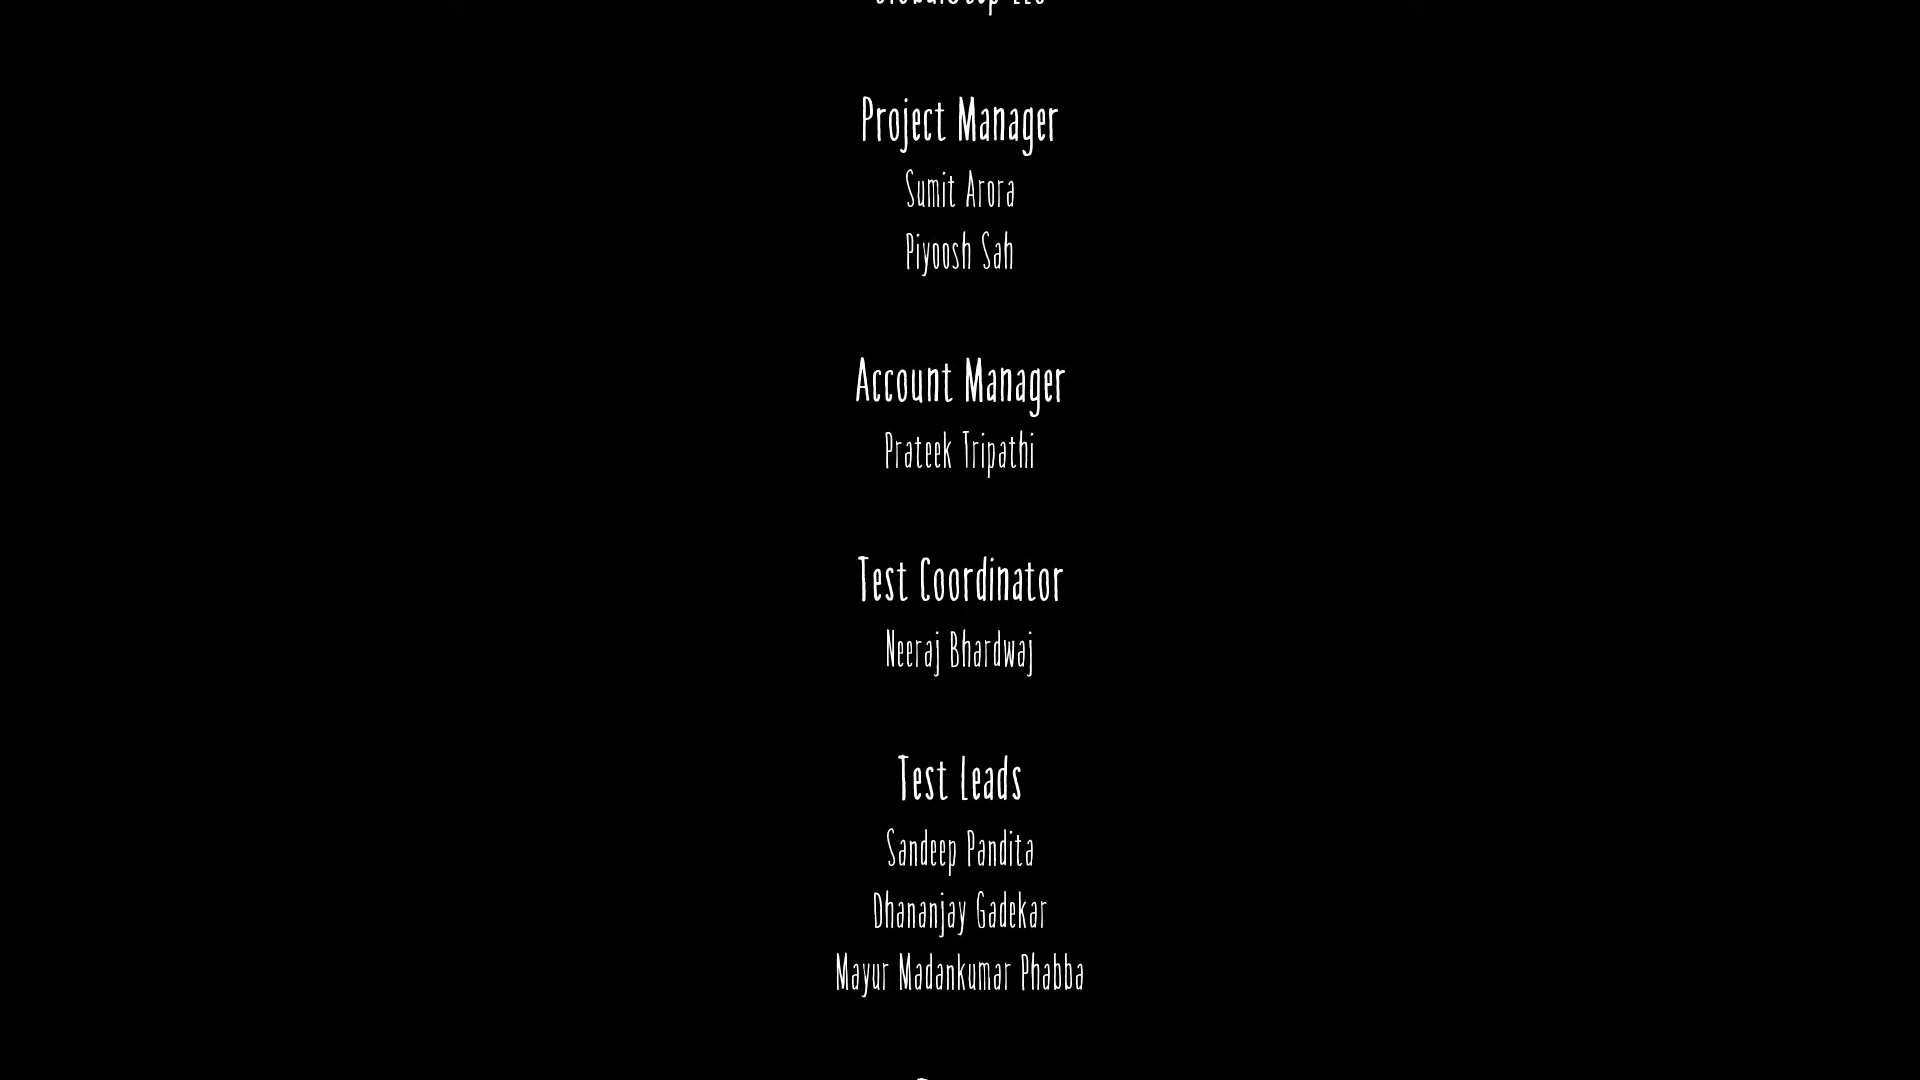 Project Manager
Sumit Arora
Piyoosh Sah
Account Manager
Prateek Tripathi
Test Coordinator
Neeraj Bhardwaj
Test Leads
Sandeep Pandita
Dhananjay Gadekar
Mayur Madankumar Phabba